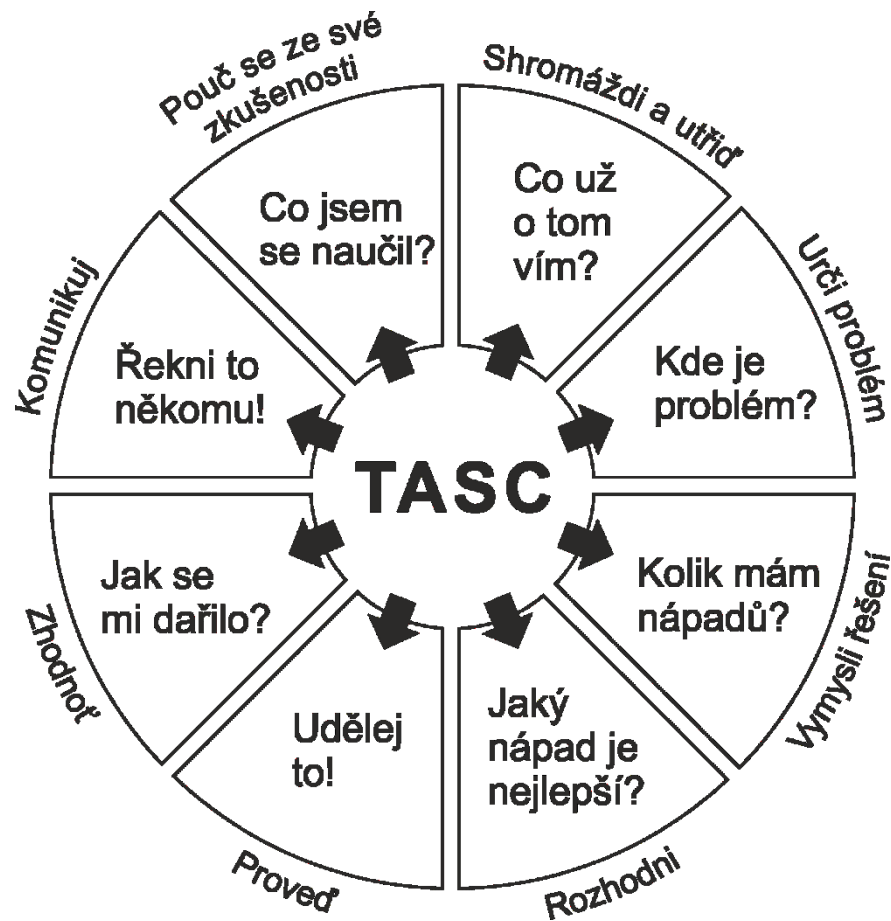 Shromáždi a utřiď
Co už
o tom
vím?
Urči problém
Kde je
problém?
Vymysli řešení
Kolik mám
nápadů?
Rozhodni
Jaký
nápad je
nejlepší?
Proveď
Udělej
to!
Zhodnoť
Jak se
mi dařilo?
Komunikuj
Řekni to
někomu!
Pouč se ze své
zkušenosti
Co jsem
se naučil?
TASC